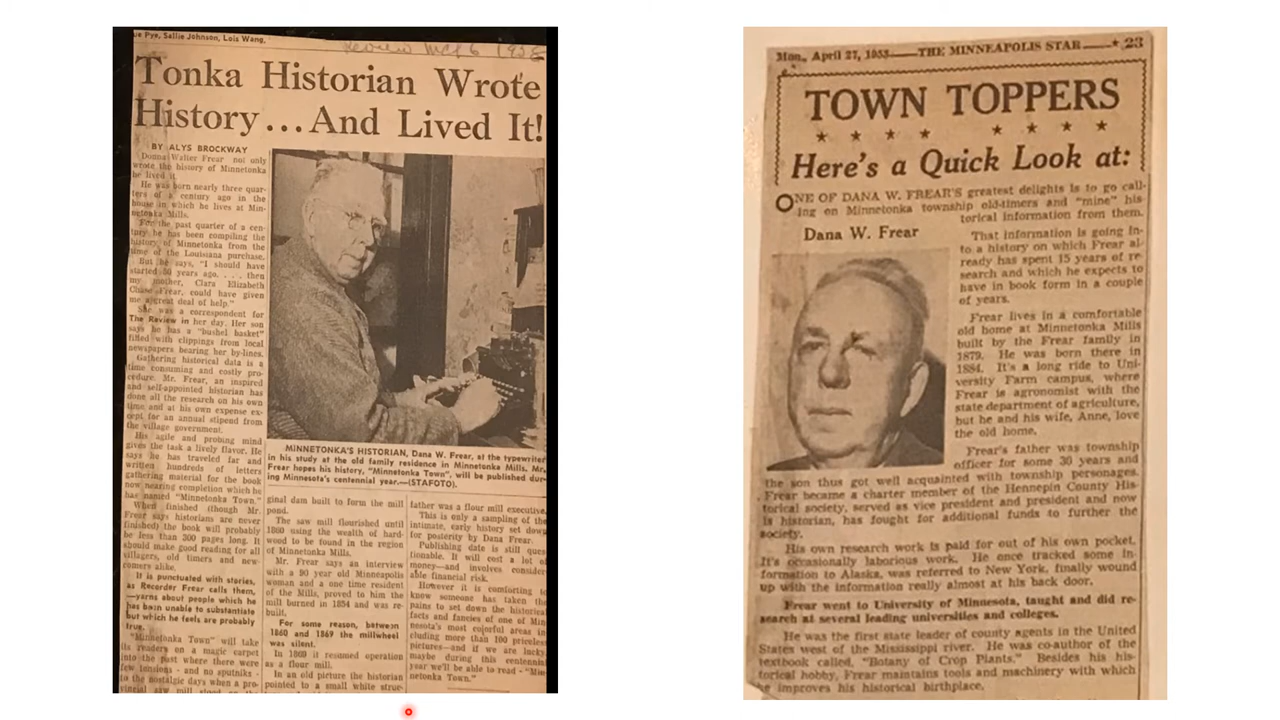 ue Pye, Sallie Johnson, Lois Wang.
Review
Tonka Historian Wrote
History...And Lived It!
BY ALYS BROCKWAY
Donna Walter Frear not only
wrote the history of Minnetonka
he lived it.
He was born nearly three quar-
ters of a century ago in the
house in which he lives at Min-
netonka Mills.
For the past quarter of a cen-
tury he has been compiling the
history of Minnetonka from the
time of the Louisiana purchase.
But he says, "I should have
started 50 years ago. . . . then
my mother, Clara Elizabeth
Chase Frear, could have given
me a great deal of help."
She was a correspondent for
The Review in her day. Her son
says he has a "bushel basket"
filled with clippings from local
newspapers bearing her by-lines.
Gathering historical data is a
time consuming and costly pro-
cedure. Mr. Frear, an inspired
and self-appointed historian has
done all the research on his own
time and at his own expense ex-
cept for an annual stipend from
the village government.
His agile and probing mind
gives the task a lively flavor. He
says he has traveled far and
written hundreds of letters
gathering material for the book
now nearing completion which he
has named "Minnetonka Town."
When finished (though Mr.
Frear says historians are never
finished) the book will probably
be less than 300 pages long. It
should make good reading for all
villagers, old timers and new-
comers alike.
It is punctuated with stories,
as Recorder Frear calls them,
—yarns about people which he
has been unable to substantiate
but which he feels are probably
true.
"Minnetonka Town" will take
its readers on a magic carpet
into the past where there were
few tensions - and no sputniks -
to the nostalgic days when a pro-
vincial saw mill stood on the
MINNETONKA'S HISTORIAN, Dana W. Frear, at the typewriter
in his study at the old family residence in Minnetonka Mills. Mr.
Frear hopes his history, "Minnetonka Town", will be published dur-
ing Minnesota's centennial year.—(STAFOTO).
ginal dam built to form the mill
pond.
The saw mill flourished until
1860 using the wealth of hard-
wood to be found in the region
of Minnetonka Mills.
Mr. Frear says an interview
with a 90 year old Minneapolis
woman and a one time resident
of the Mills, proved to him the
mill burned in 1854 and was re-
built.
For some reason, between
1860 and 1869 the millwheel
was silent.
In 1869 it resumed operation
as a flour mill.
In an old picture the historian
pointed to a small white struc-
father was a flour mill executive.
This is only a sampling of the
intimate, early history set down
for posterity by Dana Frear.
Publishing date is still ques
tionable. It will cost a lot of
money—and involves consider
able financial risk.
However it is comforting to
know someone has taken the
pains to set down the historical
facts and fancies of one of Min
nesota's most colorful areas in
cluding more than 100 priceless
pictures—and if we are lucky,
maybe during this centennial
year we'll be able to read - "Min
netonka Town."
Mon., April 27, 1953——THE MINNEAPOLIS STAR——★ 23
TOWN TOPPERS
★ ★ ★ ★ ★ ★ ★ ★
Here's a Quick Look at:
ONE OF DANA W. FREAR'S greatest delights is to go call-
ing on Minnetonka township old-timers and "mine" his-
torical information from them.
Dana W. Frear
That information is going in-
to a history on which Frear al-
ready has spent 15 years of re-
search and which he expects to
have in book form in a couple
of years.
Frear lives in a comfortable
old home at Minnetonka Mills
built by the Frear family in
1879. He was born there in
1884. It's a long ride to Uni-
versity Farm campus, where
Frear is agronomist with the
state department of agriculture,
but he and his wife, Anne, love
the old home.
Frear's father was township
officer for some 30 years and
the son thus got well acquainted with township personages.
Frear became a charter member of the Hennepin County His-
torical society, served as vice president and president and now
is historian, has fought for additional funds to further the
society.
His own research work is paid for out of his own pocket.
It's occasionally laborious work. He once tracked some in-
formation to Alaska, was referred to New York, finally wound
up with the information really almost at his back door.
Frear went to University of Minnesota, taught and did re-
search at several leading universities and colleges.
He was the first state leader of county agents in the United
States west of the Mississippi river. He was co-author of the
textbook called, "Botany of Crop Plants." Besides his his-
torical hobby, Frear maintains tools and machinery with which
he improves his historical birthplace.